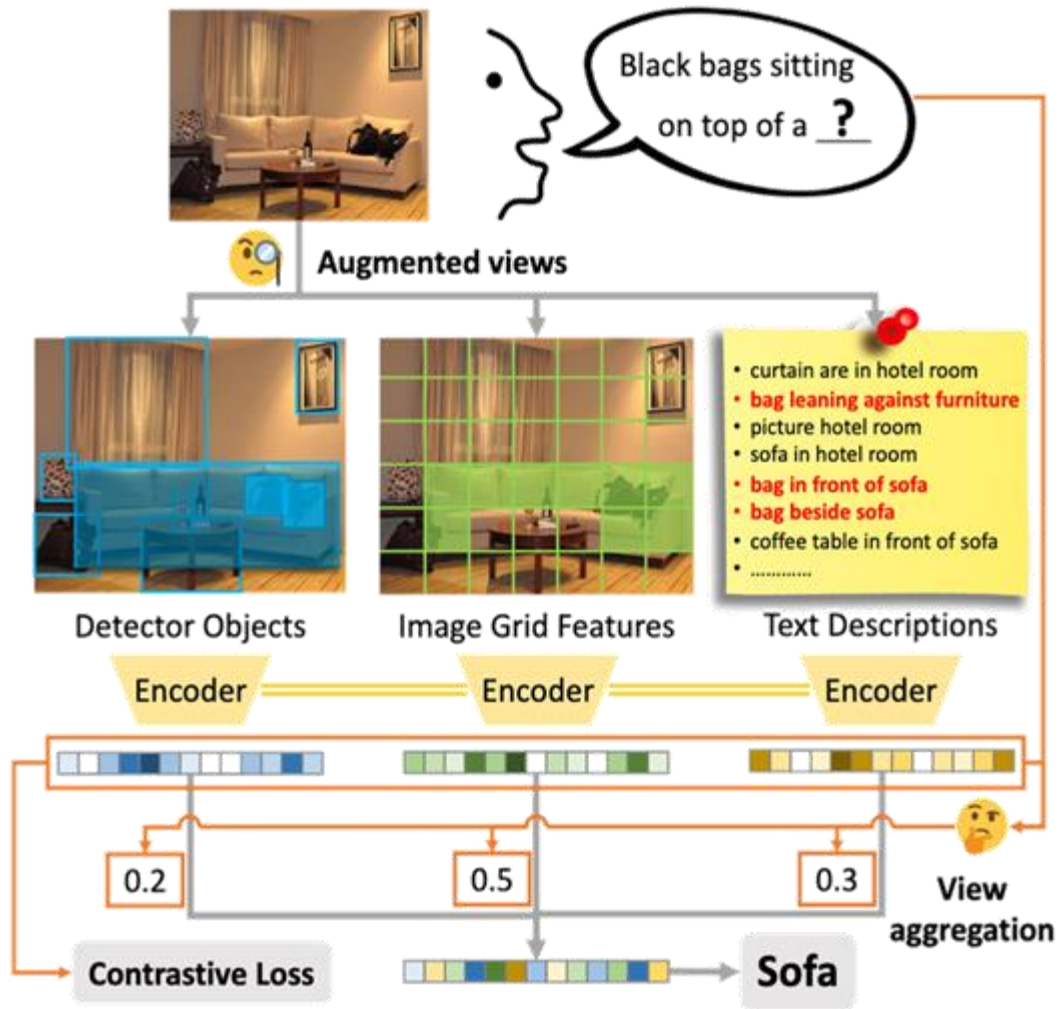 Black bags sitting
on top of a ?
Augmented views
• curtain are in hotel room
• bag leaning against furniture
• picture hotel room
• sofa in hotel room
• bag in front of sofa
• bag beside sofa
• coffee table in front of sofa
• ............
Detector Objects
Image Grid Features
Text Descriptions
Encoder
Encoder
Encoder
0.2
0.5
0.3
View
aggregation
Contrastive Loss
Sofa